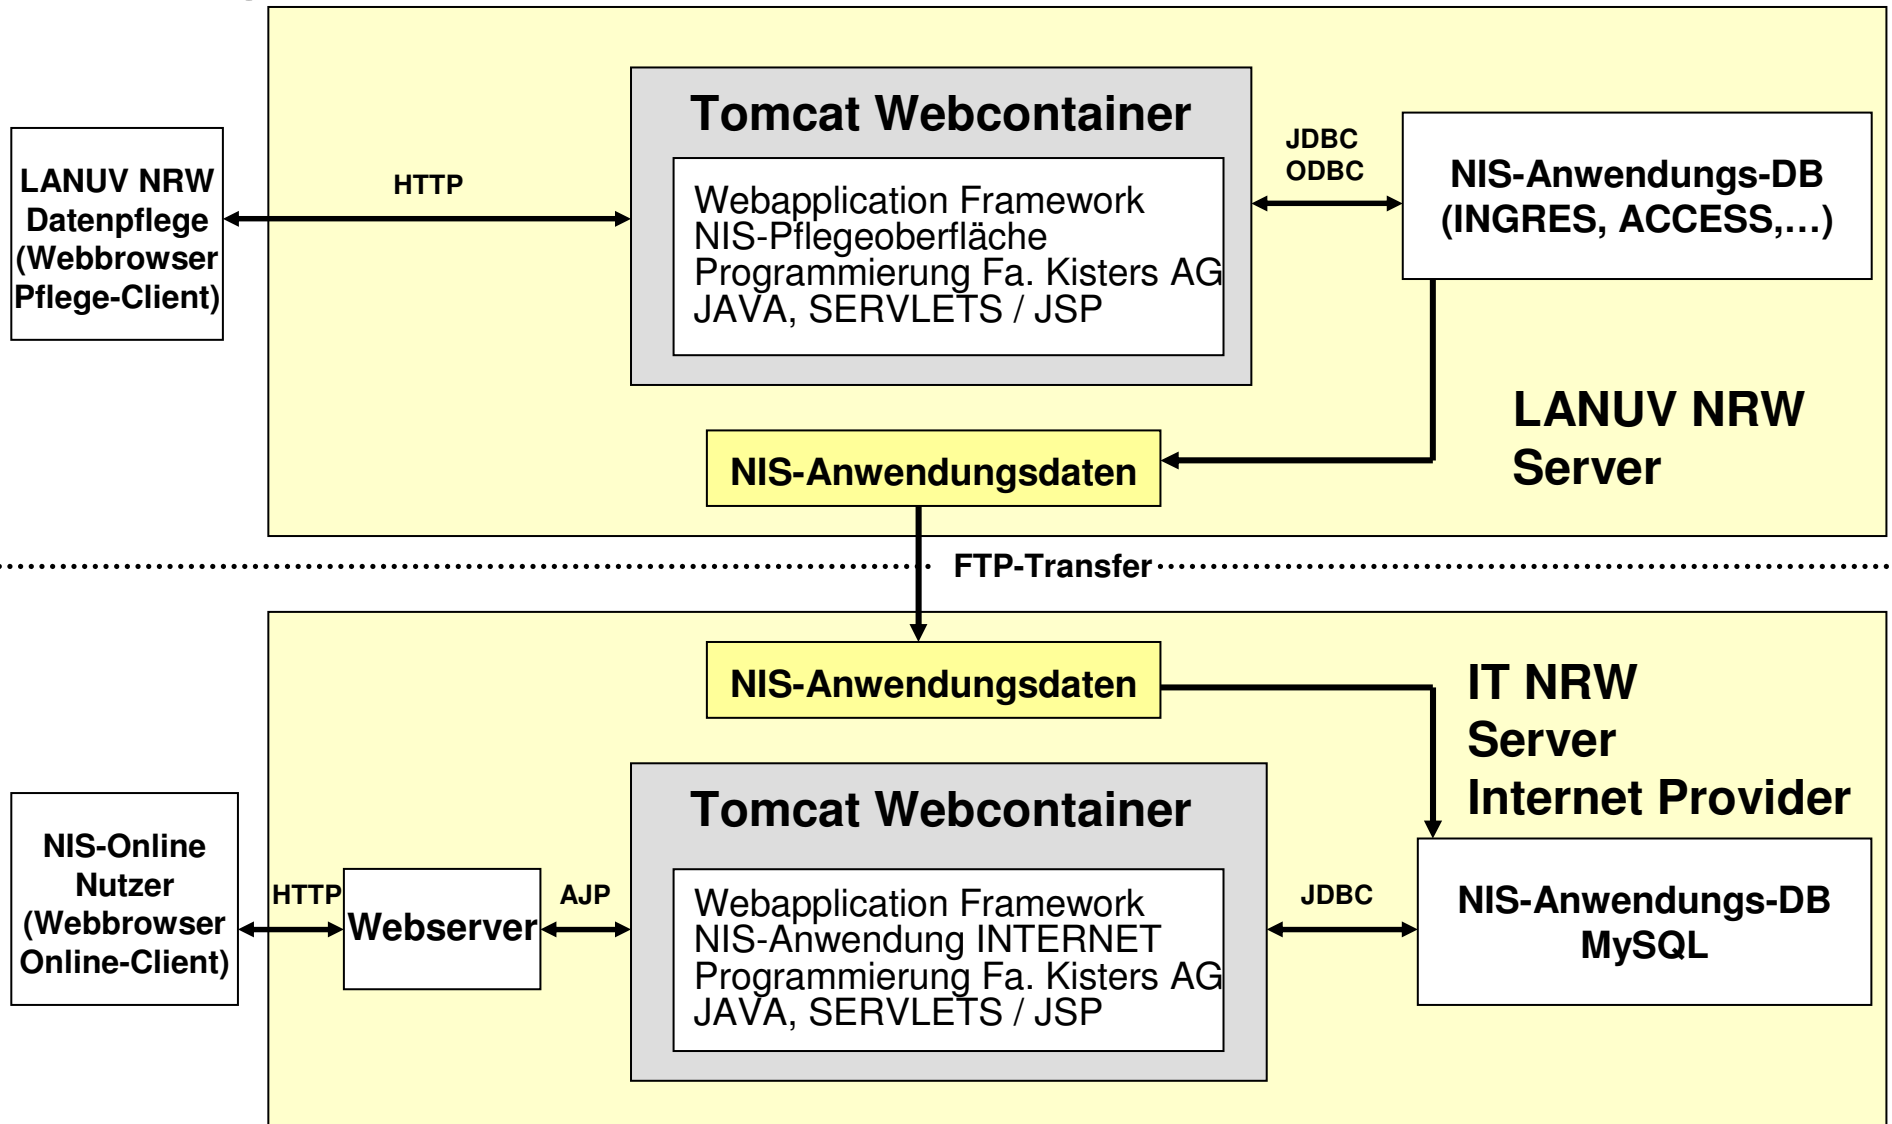 Tomcat Webcontainer
LANUV NRW
Datenpflege
(Webbrowser
Pflege-Client)
HTTP
Webapplication Framework
NIS-Pflegeoberfläche
Programmierung Fa. Kisters AG
JAVA, SERVLETS / JSP
JDBC
ODBC
NIS-Anwendungs-DB
(INGRES, ACCESS,...)
LANUV NRW
Server
NIS-Anwendungsdaten
FTP-Transfer
NIS-Anwendungsdaten
IT NRW
Server
Internet Provider
Tomcat Webcontainer
NIS-Online
Nutzer
(Webbrowser
Online-Client)
HTTP
Webserver
AJP
Webapplication Framework
NIS-Anwendung INTERNET
Programmierung Fa. Kisters AG
JAVA, SERVLETS / JSP
JDBC
NIS-Anwendungs-DB
MySQL